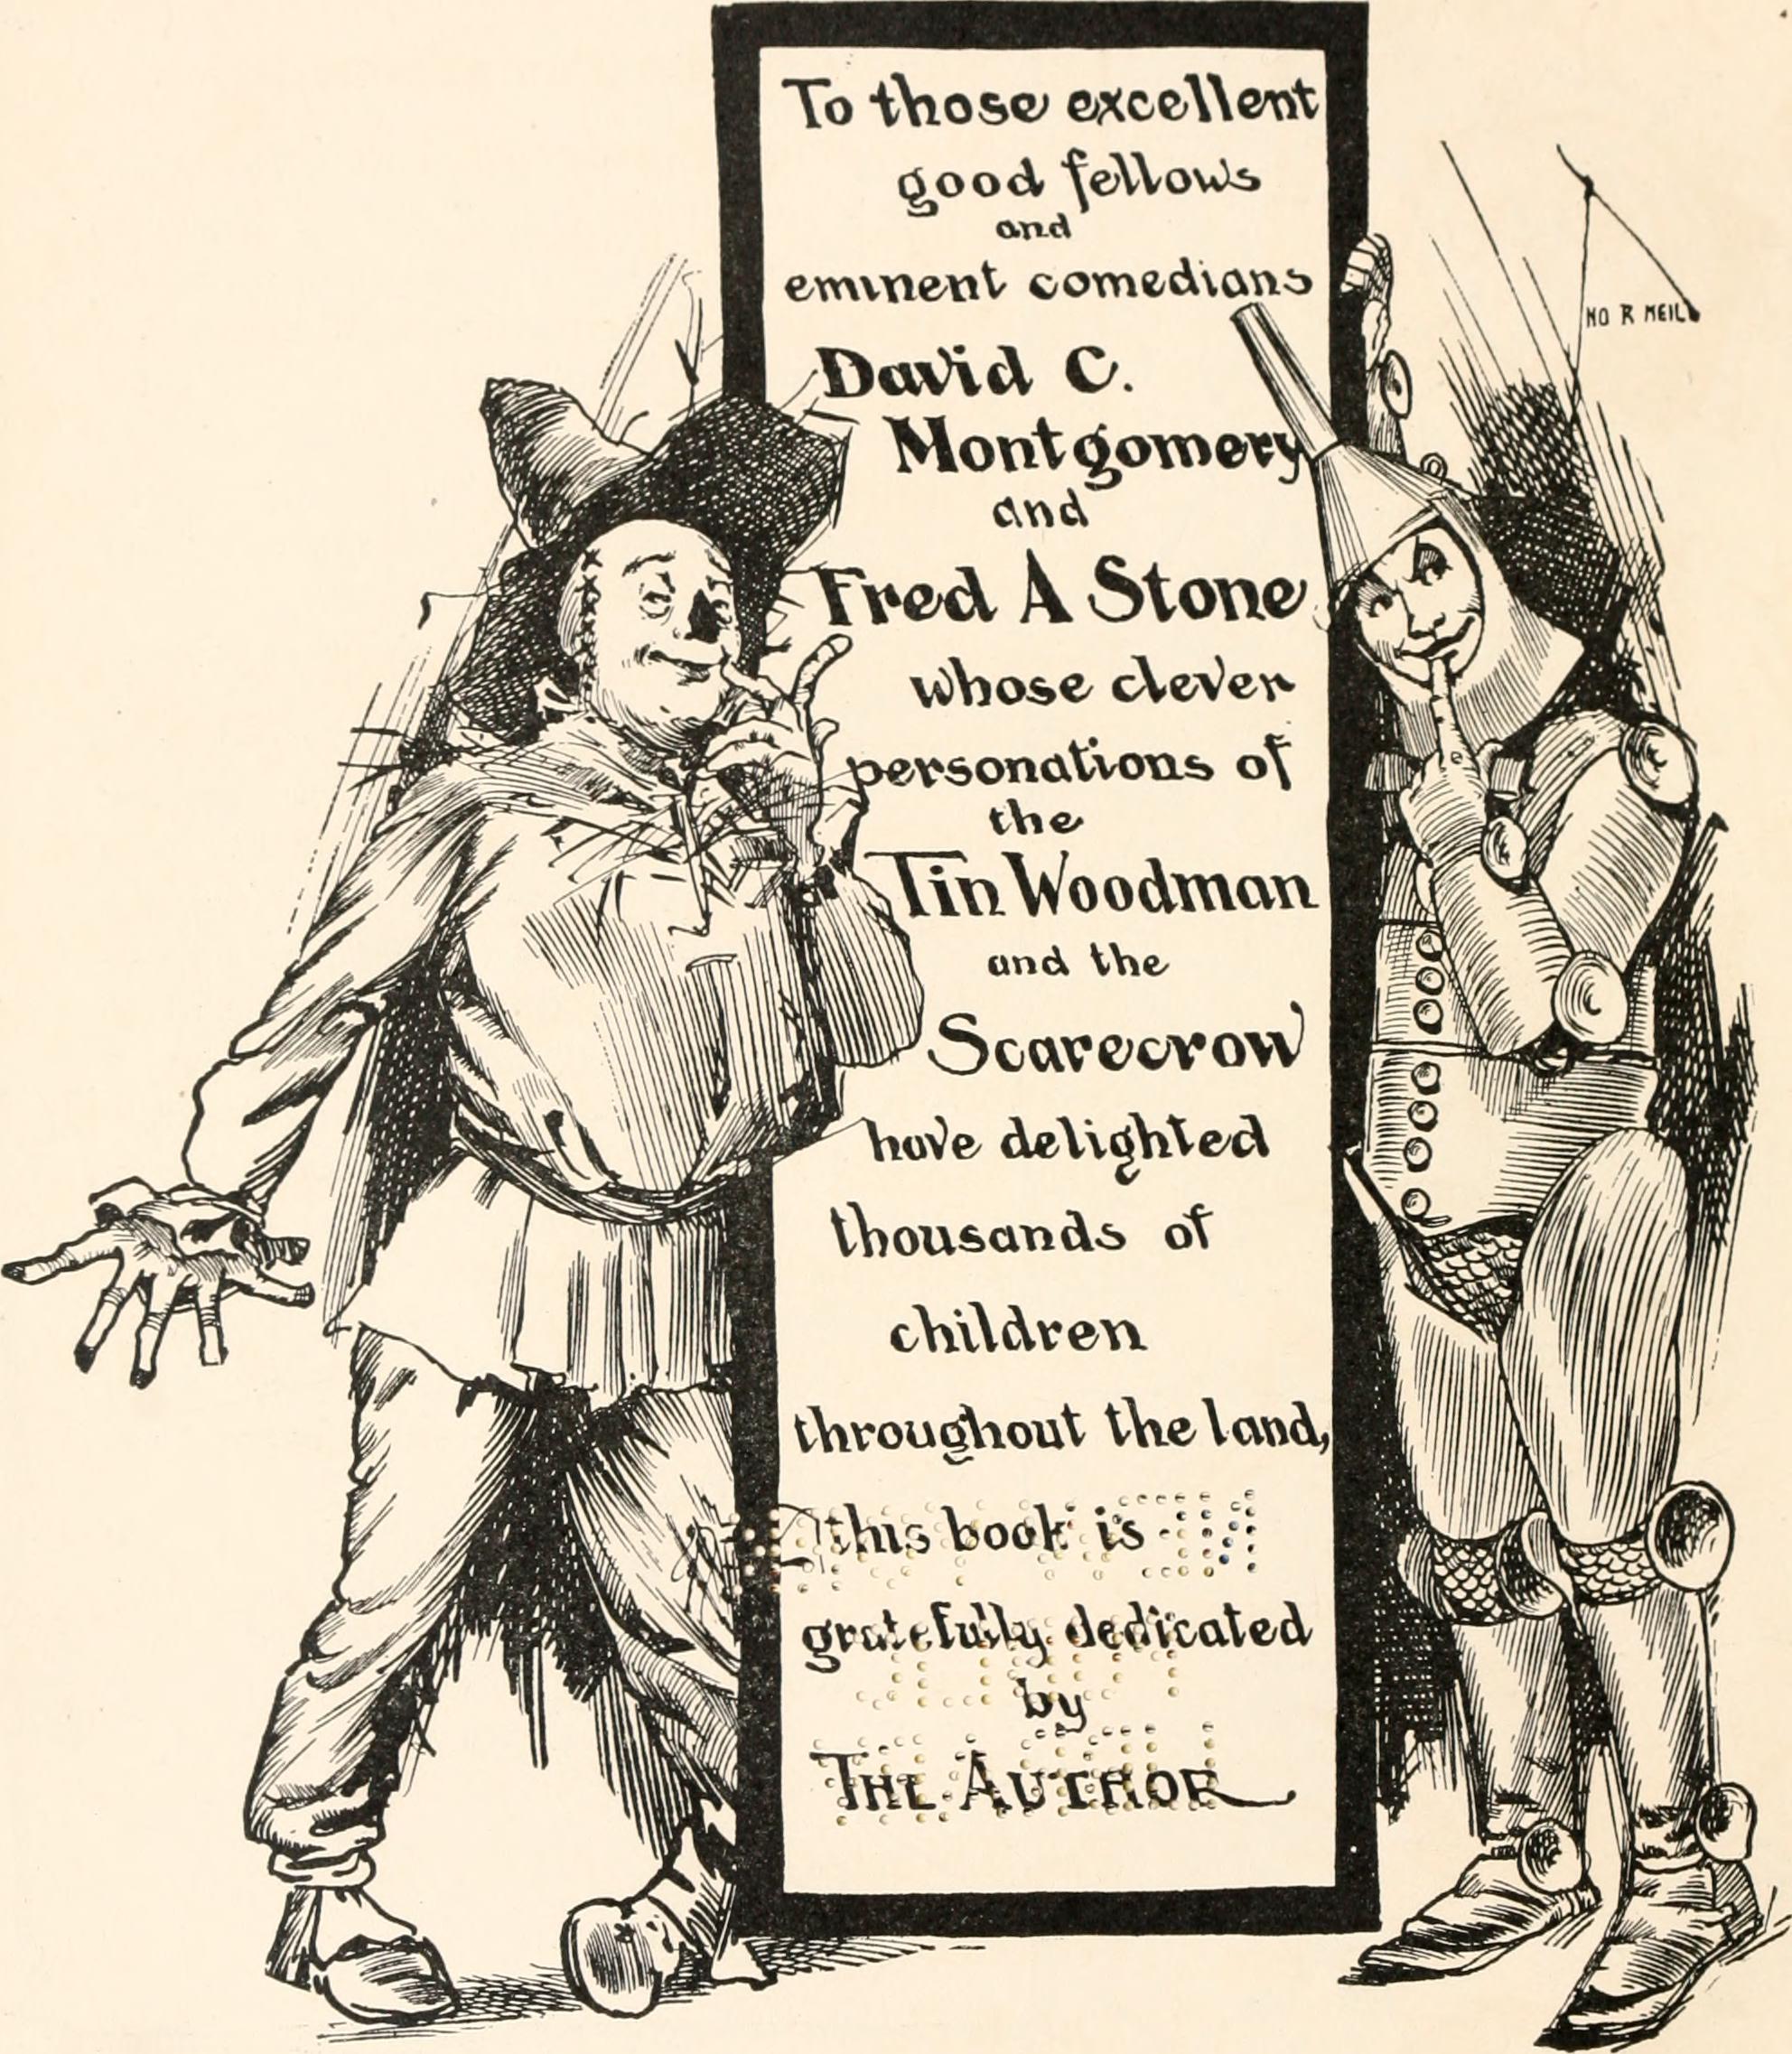 To those excellent
good fellows
and
eminent comedians
David C.
Montgomery
and
Fred A Stone
whose clever
personations of
the
Tin Woodman
and the
Scarecrow
have delighted
thousands of
children
throughout the land,
this book is
gratefully dedicated
by
THE AUTHOR
NO R NEILL